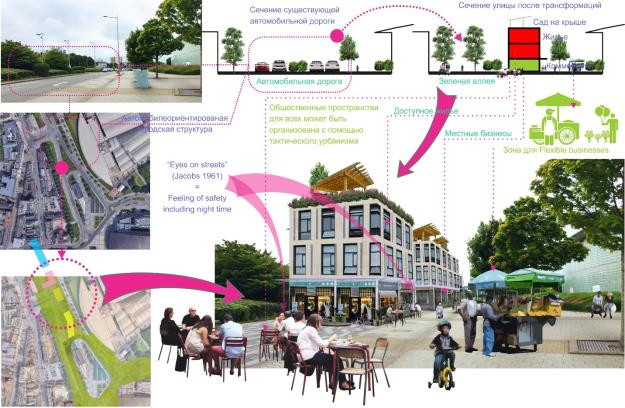 Сечение существующей
автомобильной дороги
Сечение улицы после трансформаций
Сад на крыше
Жилье
Автомобильная дорога
Зеленая аллея
Общественные пространства
для всех может быть
организована с помощью
тактического урбанизма
Доступное
Местные бизнесы
Зона для Flexible businesses
"Eyes on streets"
(Jacobs 1961)
=
Feeling of safety
including night time
структура